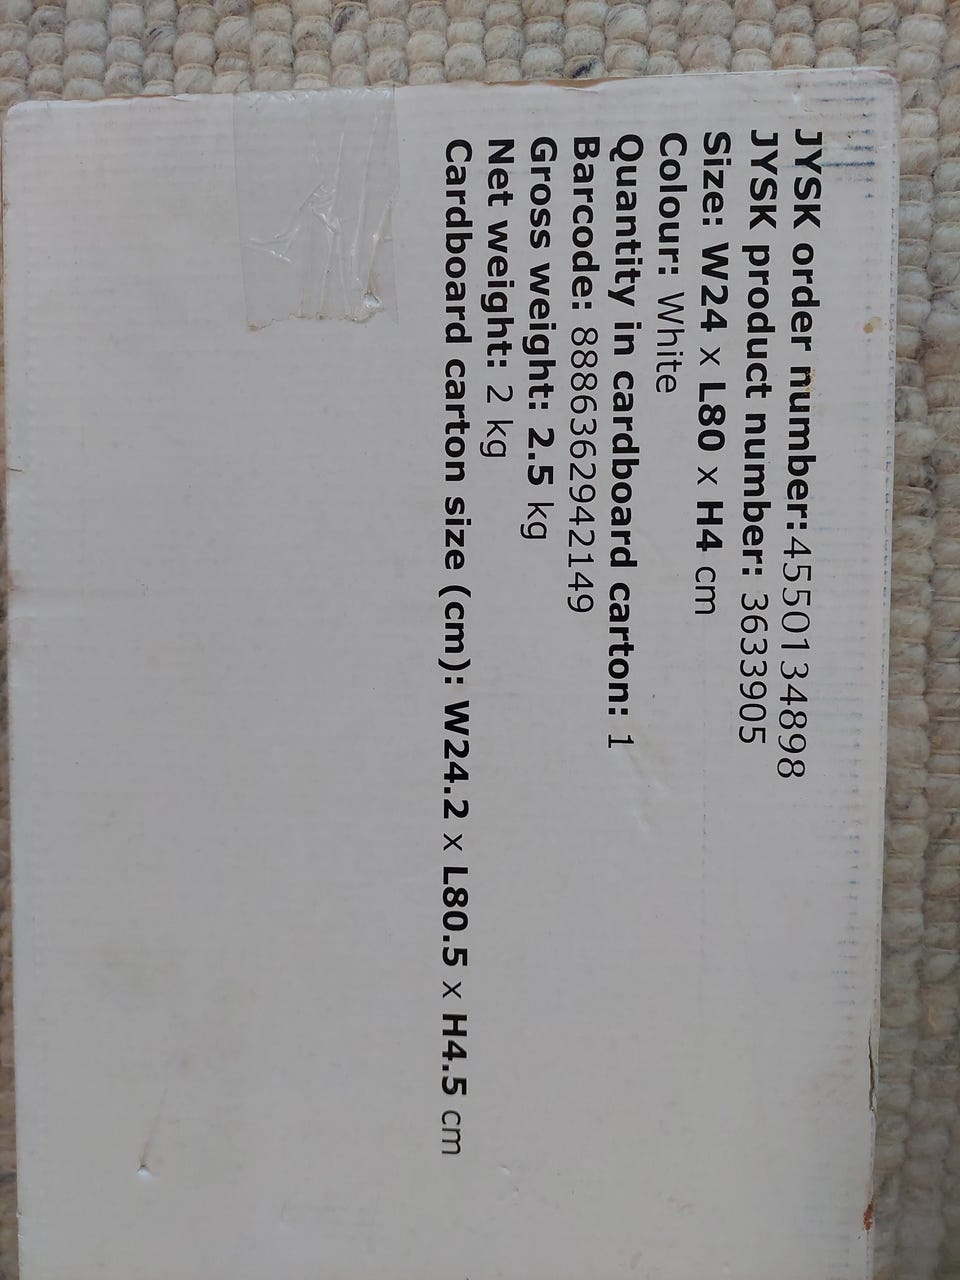 JYSK order number: 4550134898
JYSK product number: 3633905
Size: W24 x L80 x H4 cm
Colour: White
Quantity in cardboard carton: 1
Barcode: 8886362942149
Gross weight: 2.5 kg
Net weight: 2 kg
Cardboard carton size (cm): W24.2 x L80.5 x H4.5 cm